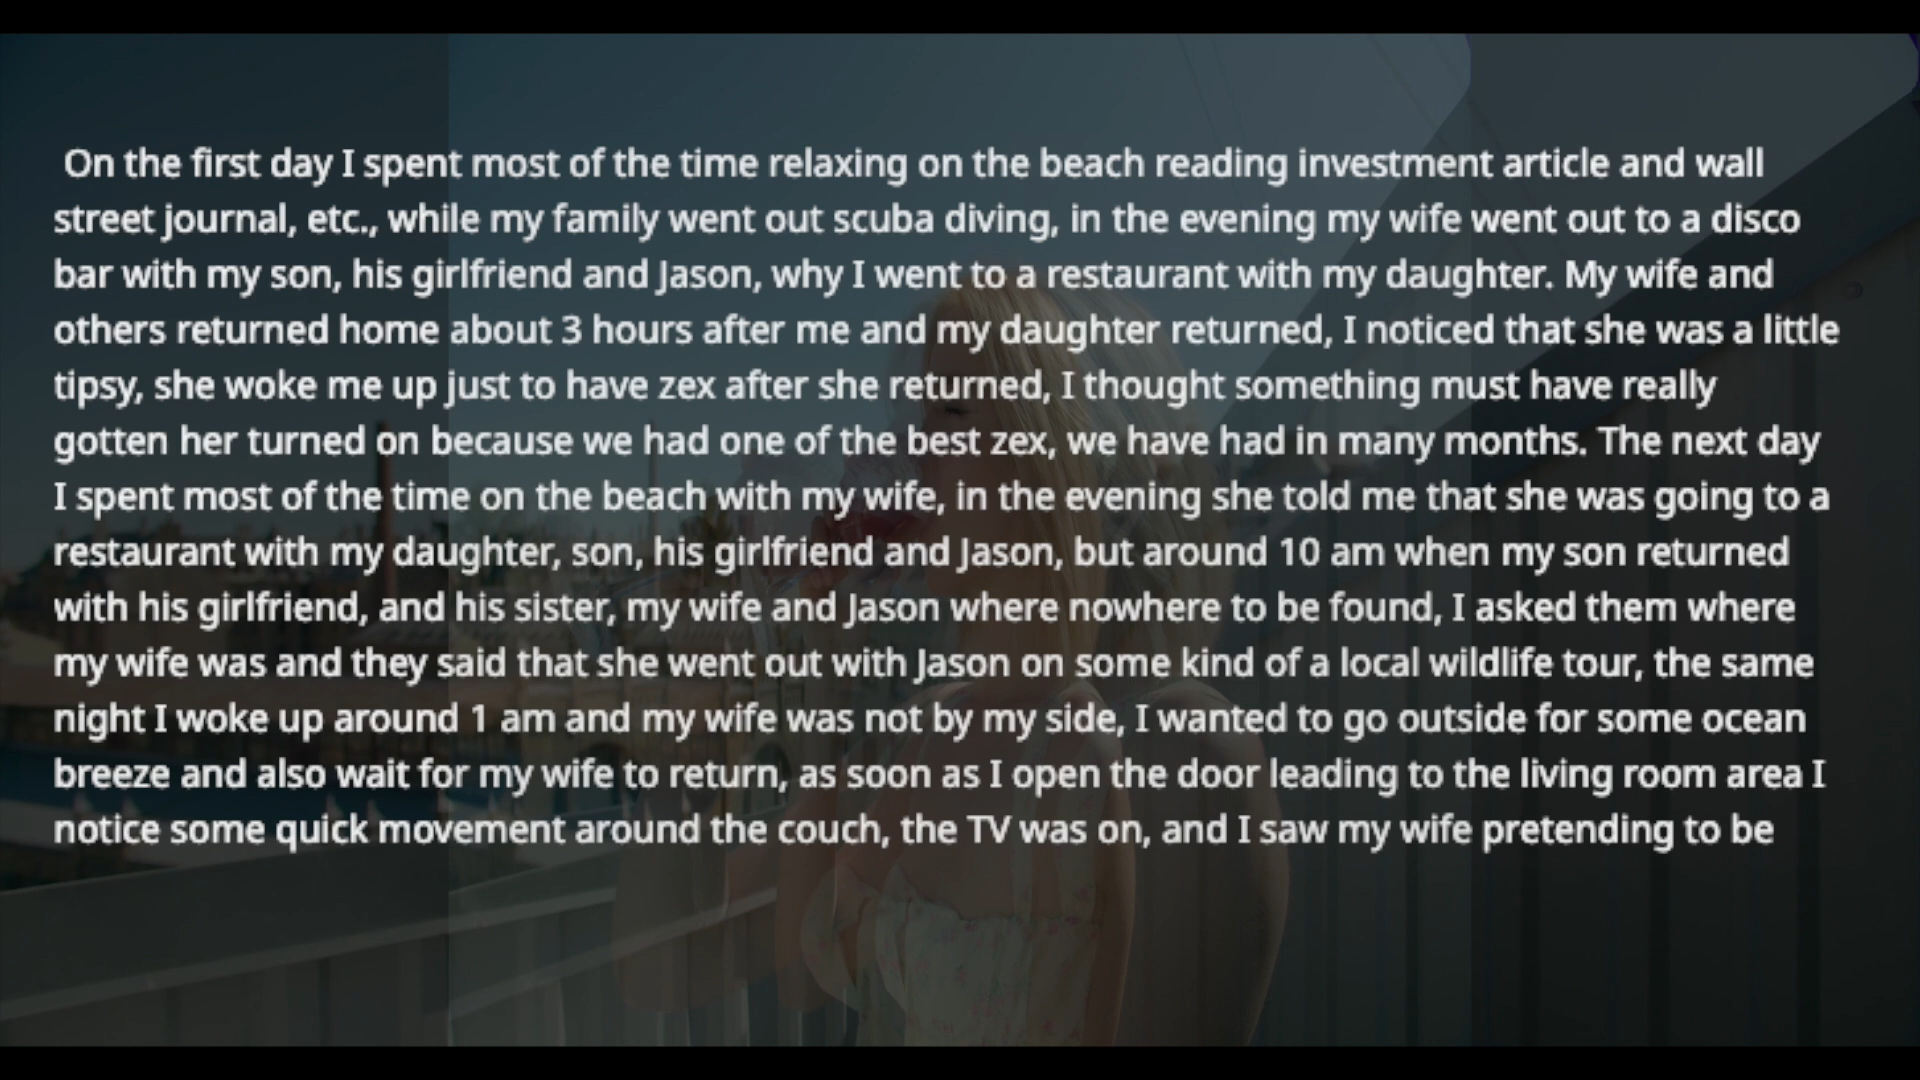 On the first day I spent most of the time relaxing on the beach reading investment article and wall
street journal, etc., while my family went out scuba diving, in the evening my wife went out to a disco
bar with my son, his girlfriend and Jason, why I went to a restaurant with my daughter. My wife and
others returned home about 3 hours after me and my daughter returned, I noticed that she was a little
tipsy, she woke me up just to have zex after she returned, I thought something must have really
gotten her turned on because we had one of the best zex, we have had in many months. The next day
I spent most of the time on the beach with my wife, in the evening she told me that she was going to a
restaurant with my daughter, son, his girlfriend and Jason, but around 10 am when my son returned
with his girlfriend, and his sister, my wife and Jason where nowhere to be found, I asked them where
my wife was and they said that she went out with Jason on some kind of a local wildlife tour, the same
night I woke up around 1 am and my wife was not by my side, I wanted to go outside for some ocean
breeze and also wait for my wife to return, as soon as I open the door leading to the living room area I
notice some quick movement around the couch, the TV was on, and I saw my wife pretending to be